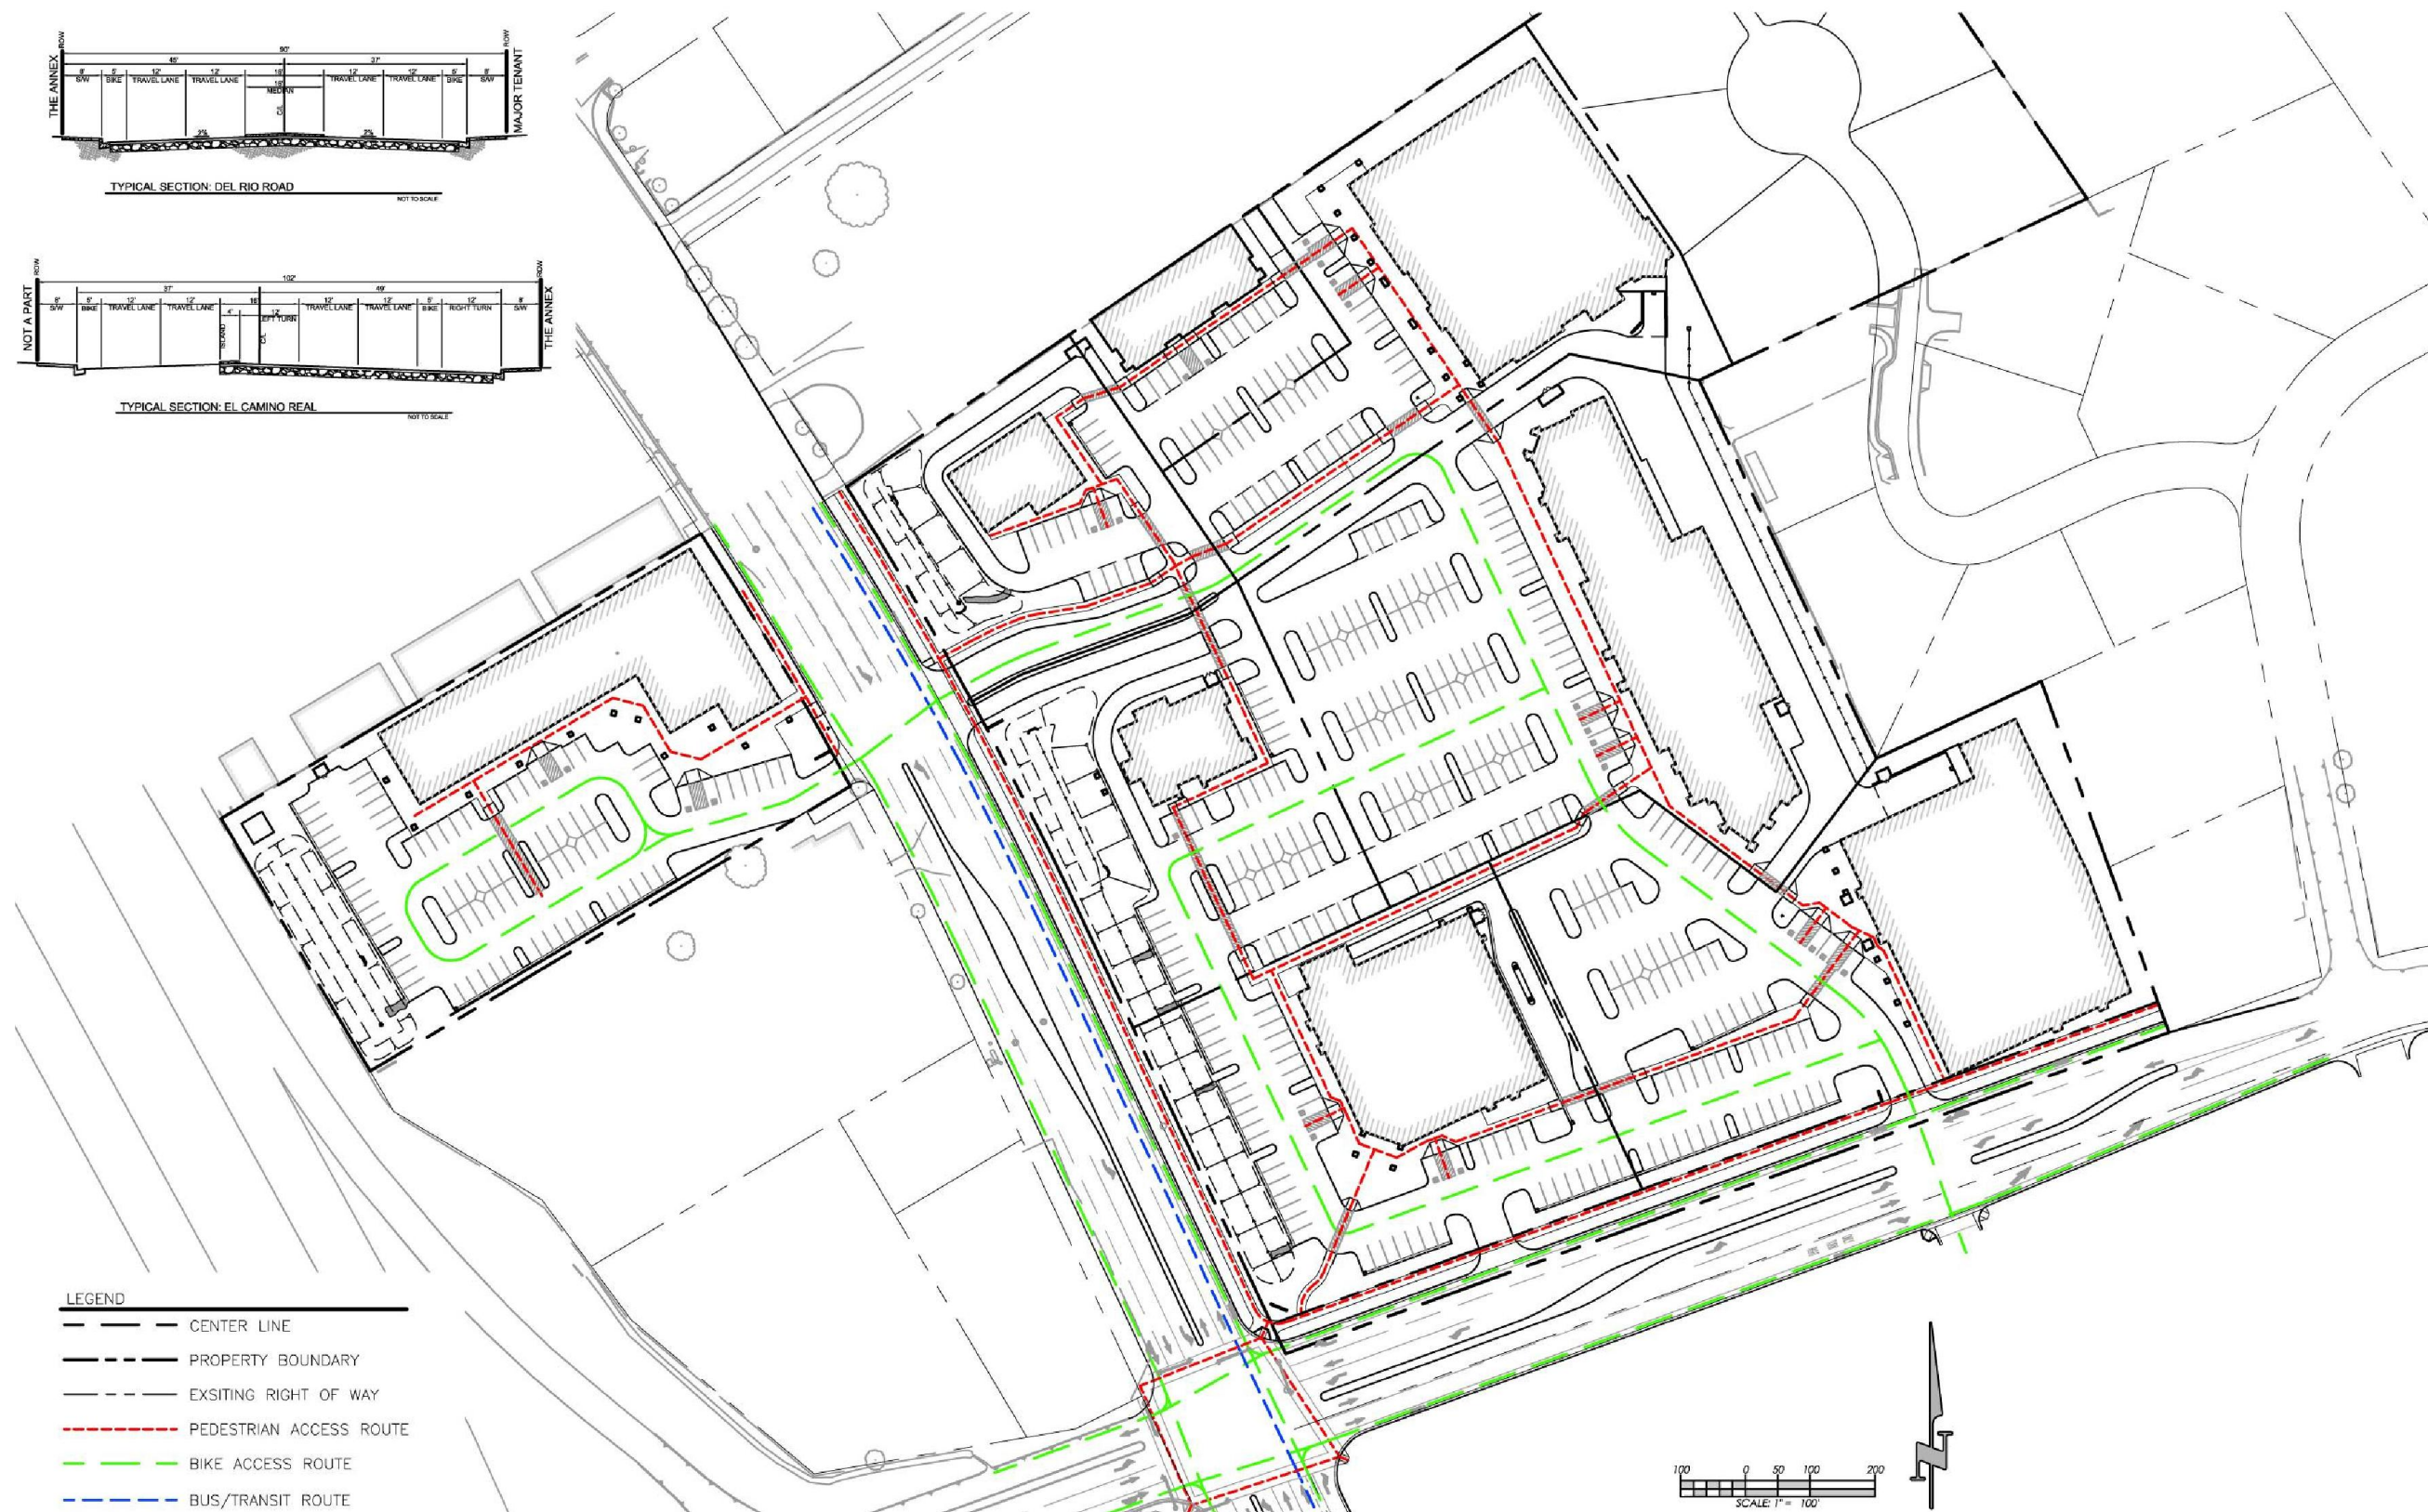 ROW
90'
ROW
THE ANNEX
45'
37'
MAJOR TENANT
8'
5'
12'
12'
16'
12'
12'
5'
8'
S/W
BIKE
TRAVEL LANE
TRAVEL LANE
TRAVEL LANE
TRAVEL LANE
BIKE
S/W
MEDIAN
2%
2%
TYPICAL SECTION: DEL RIO ROAD
NOT TO SCALE
ROW
102'
ROW
NOT A PART
37'
49'
THE ANNEX
8'
5'
12'
12'
16'
12'
12'
5'
12'
8'
S/W
BIKE
TRAVEL LANE
TRAVEL LANE
4'
12'
TRAVEL LANE
TRAVEL LANE
BIKE
RIGHT TURN
S/W
ISLAND
LEFT TURN
TYPICAL SECTION: EL CAMINO REAL
NOT TO SCALE
LEGEND
CENTER LINE
PROPERTY BOUNDARY
EXSITING RIGHT OF WAY
PEDESTRIAN ACCESS ROUTE
BIKE ACCESS ROUTE
BUS/TRANSIT ROUTE
100 0 50 100 200
SCALE: 1" = 100'
N